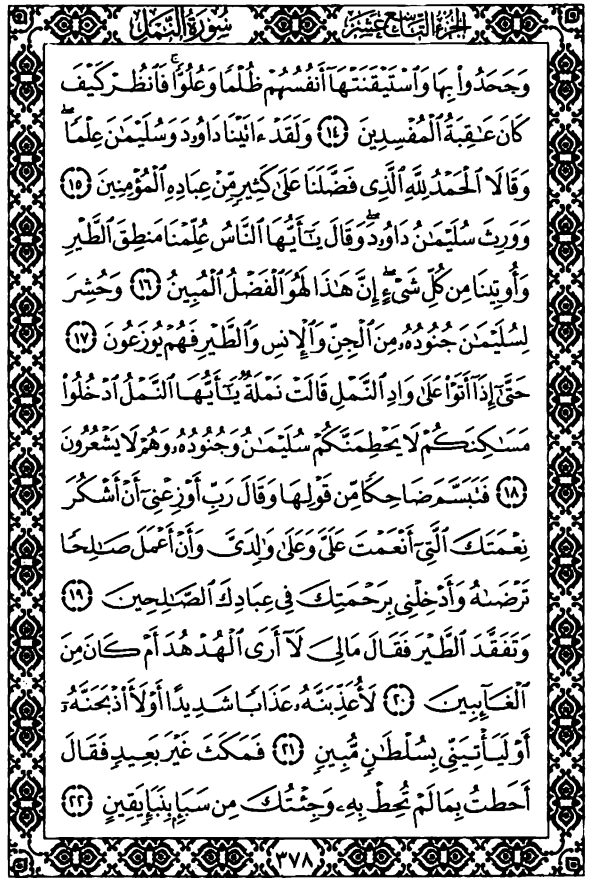 الجزء التاسع عشر
سورة النمل
وَجَحَدُوا۟ بِهَا وَٱسْتَيْقَنَتْهَآ أَنفُسُهُمْ ظُلْمًا وَعُلُوًّا ۚ فَٱنظُرْ كَيْفَ
كَانَ عَـٰقِبَةُ ٱلْمُفْسِدِينَ ﴿١٤﴾ وَلَقَدْ ءَاتَيْنَا دَاوُۥدَ وَسُلَيْمَـٰنَ عِلْمًا ۖ
وَقَالَا ٱلْحَمْدُ لِلَّهِ ٱلَّذِى فَضَّلَنَا عَلَىٰ كَثِيرٍ مِّنْ عِبَادِهِ ٱلْمُؤْمِنِينَ ﴿١٥﴾
وَوَرِثَ سُلَيْمَـٰنُ دَاوُۥدَ ۖ وَقَالَ يَـٰٓأَيُّهَا ٱلنَّاسُ عُلِّمْنَا مَنطِقَ ٱلطَّيْرِ
وَأُوتِينَا مِن كُلِّ شَىْءٍ ۖ إِنَّ هَـٰذَا لَهُوَ ٱلْفَضْلُ ٱلْمُبِينُ ﴿١٦﴾ وَحُشِرَ
لِسُلَيْمَـٰنَ جُنُودُهُۥ مِنَ ٱلْجِنِّ وَٱلْإِنسِ وَٱلطَّيْرِ فَهُمْ يُوزَعُونَ ﴿١٧﴾
حَتَّىٰٓ إِذَآ أَتَوْا۟ عَلَىٰ وَادِ ٱلنَّمْلِ قَالَتْ نَمْلَةٌ يَـٰٓأَيُّهَا ٱلنَّمْلُ ٱدْخُلُوا۟
مَسَـٰكِنَكُمْ لَا يَحْطِمَنَّكُمْ سُلَيْمَـٰنُ وَجُنُودُهُۥ وَهُمْ لَا يَشْعُرُونَ
﴿١٨﴾ فَتَبَسَّمَ ضَاحِكًا مِّن قَوْلِهَا وَقَالَ رَبِّ أَوْزِعْنِىٓ أَنْ أَشْكُرَ
نِعْمَتَكَ ٱلَّتِىٓ أَنْعَمْتَ عَلَىَّ وَعَلَىٰ وَٰلِدَىَّ وَأَنْ أَعْمَلَ صَـٰلِحًا
تَرْضَىٰهُ وَأَدْخِلْنِى بِرَحْمَتِكَ فِى عِبَادِكَ ٱلصَّـٰلِحِينَ ﴿١٩﴾
وَتَفَقَّدَ ٱلطَّيْرَ فَقَالَ مَالِىَ لَآ أَرَى ٱلْهُدْهُدَ أَمْ كَانَ مِنَ
ٱلْغَآئِبِينَ ﴿٢٠﴾ لَأُعَذِّبَنَّهُۥ عَذَابًا شَدِيدًا أَوْ لَأَا۟ذْبَحَنَّهُۥٓ
أَوْ لَيَأْتِيَنِّى بِسُلْطَـٰنٍ مُّبِينٍ ﴿٢١﴾ فَمَكَثَ غَيْرَ بَعِيدٍ فَقَالَ
أَحَطتُ بِمَا لَمْ تُحِطْ بِهِۦ وَجِئْتُكَ مِن سَبَإٍۭ بِنَبَإٍ يَقِينٍ ﴿٢٢﴾
٣٧٨